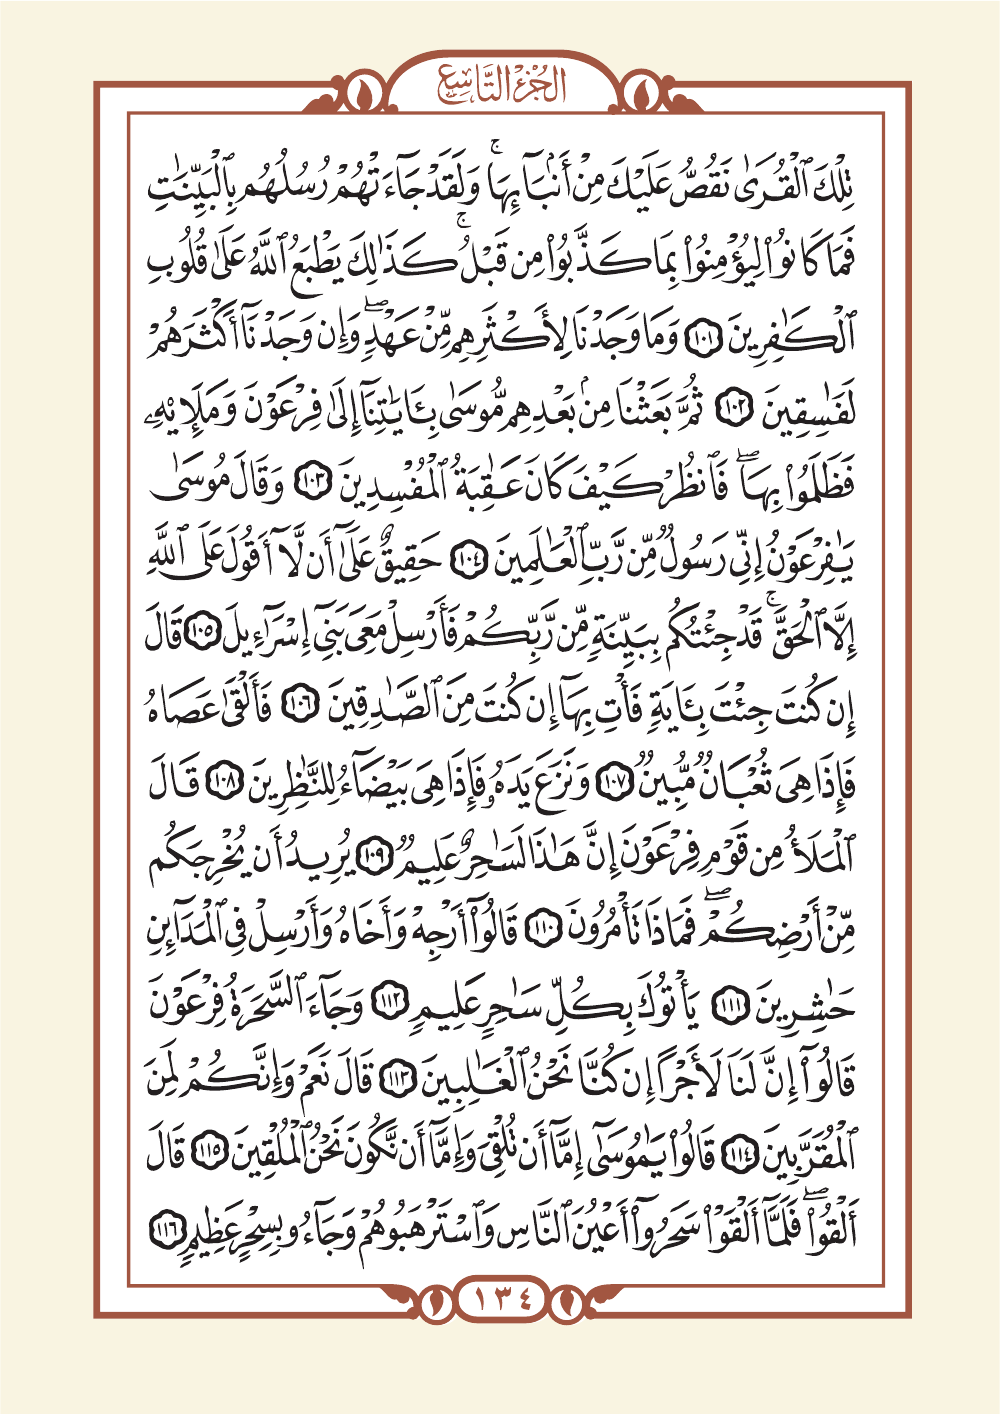 الجُزْءُ التَّاسِعُ
تِلْكَ ٱلْقُرَىٰ نَقُصُّ عَلَيْكَ مِنْ أَنۢبَآئِهَاۚ وَلَقَدْ جَآءَتْهُمْ رُسُلُهُم بِٱلْبَيِّنَٰتِ
فَمَا كَانُوا۟ لِيُؤْمِنُوا۟ بِمَا كَذَّبُوا۟ مِن قَبْلُۚ كَذَٰلِكَ يَطْبَعُ ٱللَّهُ عَلَىٰ قُلُوبِ
ٱلْكَٰفِرِينَ ١٠١ وَمَا وَجَدْنَا لِأَكْثَرِهِم مِّنْ عَهْدٍۖ وَإِن وَجَدْنَآ أَكْثَرَهُمْ
لَفَٰسِقِينَ ١٠٢ ثُمَّ بَعَثْنَا مِنۢ بَعْدِهِم مُّوسَىٰ بِـَٔايَٰتِنَآ إِلَىٰ فِرْعَوْنَ وَمَلَإِي۟هِۦ
فَظَلَمُوا۟ بِهَاۖ فَٱنظُرْ كَيْفَ كَانَ عَٰقِبَةُ ٱلْمُفْسِدِينَ ١٠٣ وَقَالَ مُوسَىٰ
يَٰفِرْعَوْنُ إِنِّى رَسُولٌ مِّن رَّبِّ ٱلْعَٰلَمِينَ ١٠٤ حَقِيقٌ عَلَىٰٓ أَن لَّآ أَقُولَ عَلَى ٱللَّهِ
إِلَّا ٱلْحَقَّۚ قَدْ جِئْتُكُم بِبَيِّنَةٍ مِّن رَّبِّكُمْ فَأَرْسِلْ مَعِىَ بَنِىٓ إِسْرَٰٓءِيلَ ١٠٥ قَالَ
إِن كُنتَ جِئْتَ بِـَٔايَةٍ فَأْتِ بِهَآ إِن كُنتَ مِنَ ٱلصَّٰدِقِينَ ١٠٦ فَأَلْقَىٰ عَصَاهُ
فَإِذَا هِىَ ثُعْبَانٌ مُّبِينٌ ١٠٧ وَنَزَعَ يَدَهُۥ فَإِذَا هِىَ بَيْضَآءُ لِلنَّٰظِرِينَ ١٠٨ قَالَ
ٱلْمَلَأُ مِن قَوْمِ فِرْعَوْنَ إِنَّ هَٰذَا لَسَٰحِرٌ عَلِيمٌ ١٠٩ يُرِيدُ أَن يُخْرِجَكُم
مِّنْ أَرْضِكُمْۖ فَمَاذَا تَأْمُرُونَ ١١٠ قَالُوٓا۟ أَرْجِهْ وَأَخَاهُ وَأَرْسِلْ فِى ٱلْمَدَآئِنِ
حَٰشِرِينَ ١١١ يَأْتُوكَ بِكُلِّ سَٰحِرٍ عَلِيمٍ ١١٢ وَجَآءَ ٱلسَّحَرَةُ فِرْعَوْنَ
قَالُوٓا۟ إِنَّ لَنَا لَأَجْرًا إِن كُنَّا نَحْنُ ٱلْغَٰلِبِينَ ١١٣ قَالَ نَعَمْ وَإِنَّكُمْ لَمِنَ
ٱلْمُقَرَّبِينَ ١١٤ قَالُوا۟ يَٰمُوسَىٰٓ إِمَّآ أَن تُلْقِىَ وَإِمَّآ أَن نَّكُونَ نَحْنُ ٱلْمُلْقِينَ ١١٥ قَالَ
أَلْقُوا۟ۖ فَلَمَّآ أَلْقَوْا۟ سَحَرُوٓا۟ أَعْيُنَ ٱلنَّاسِ وَٱسْتَرْهَبُوهُمْ وَجَآءُو بِسِحْرٍ عَظِيمٍ ١١٦
١٣٤